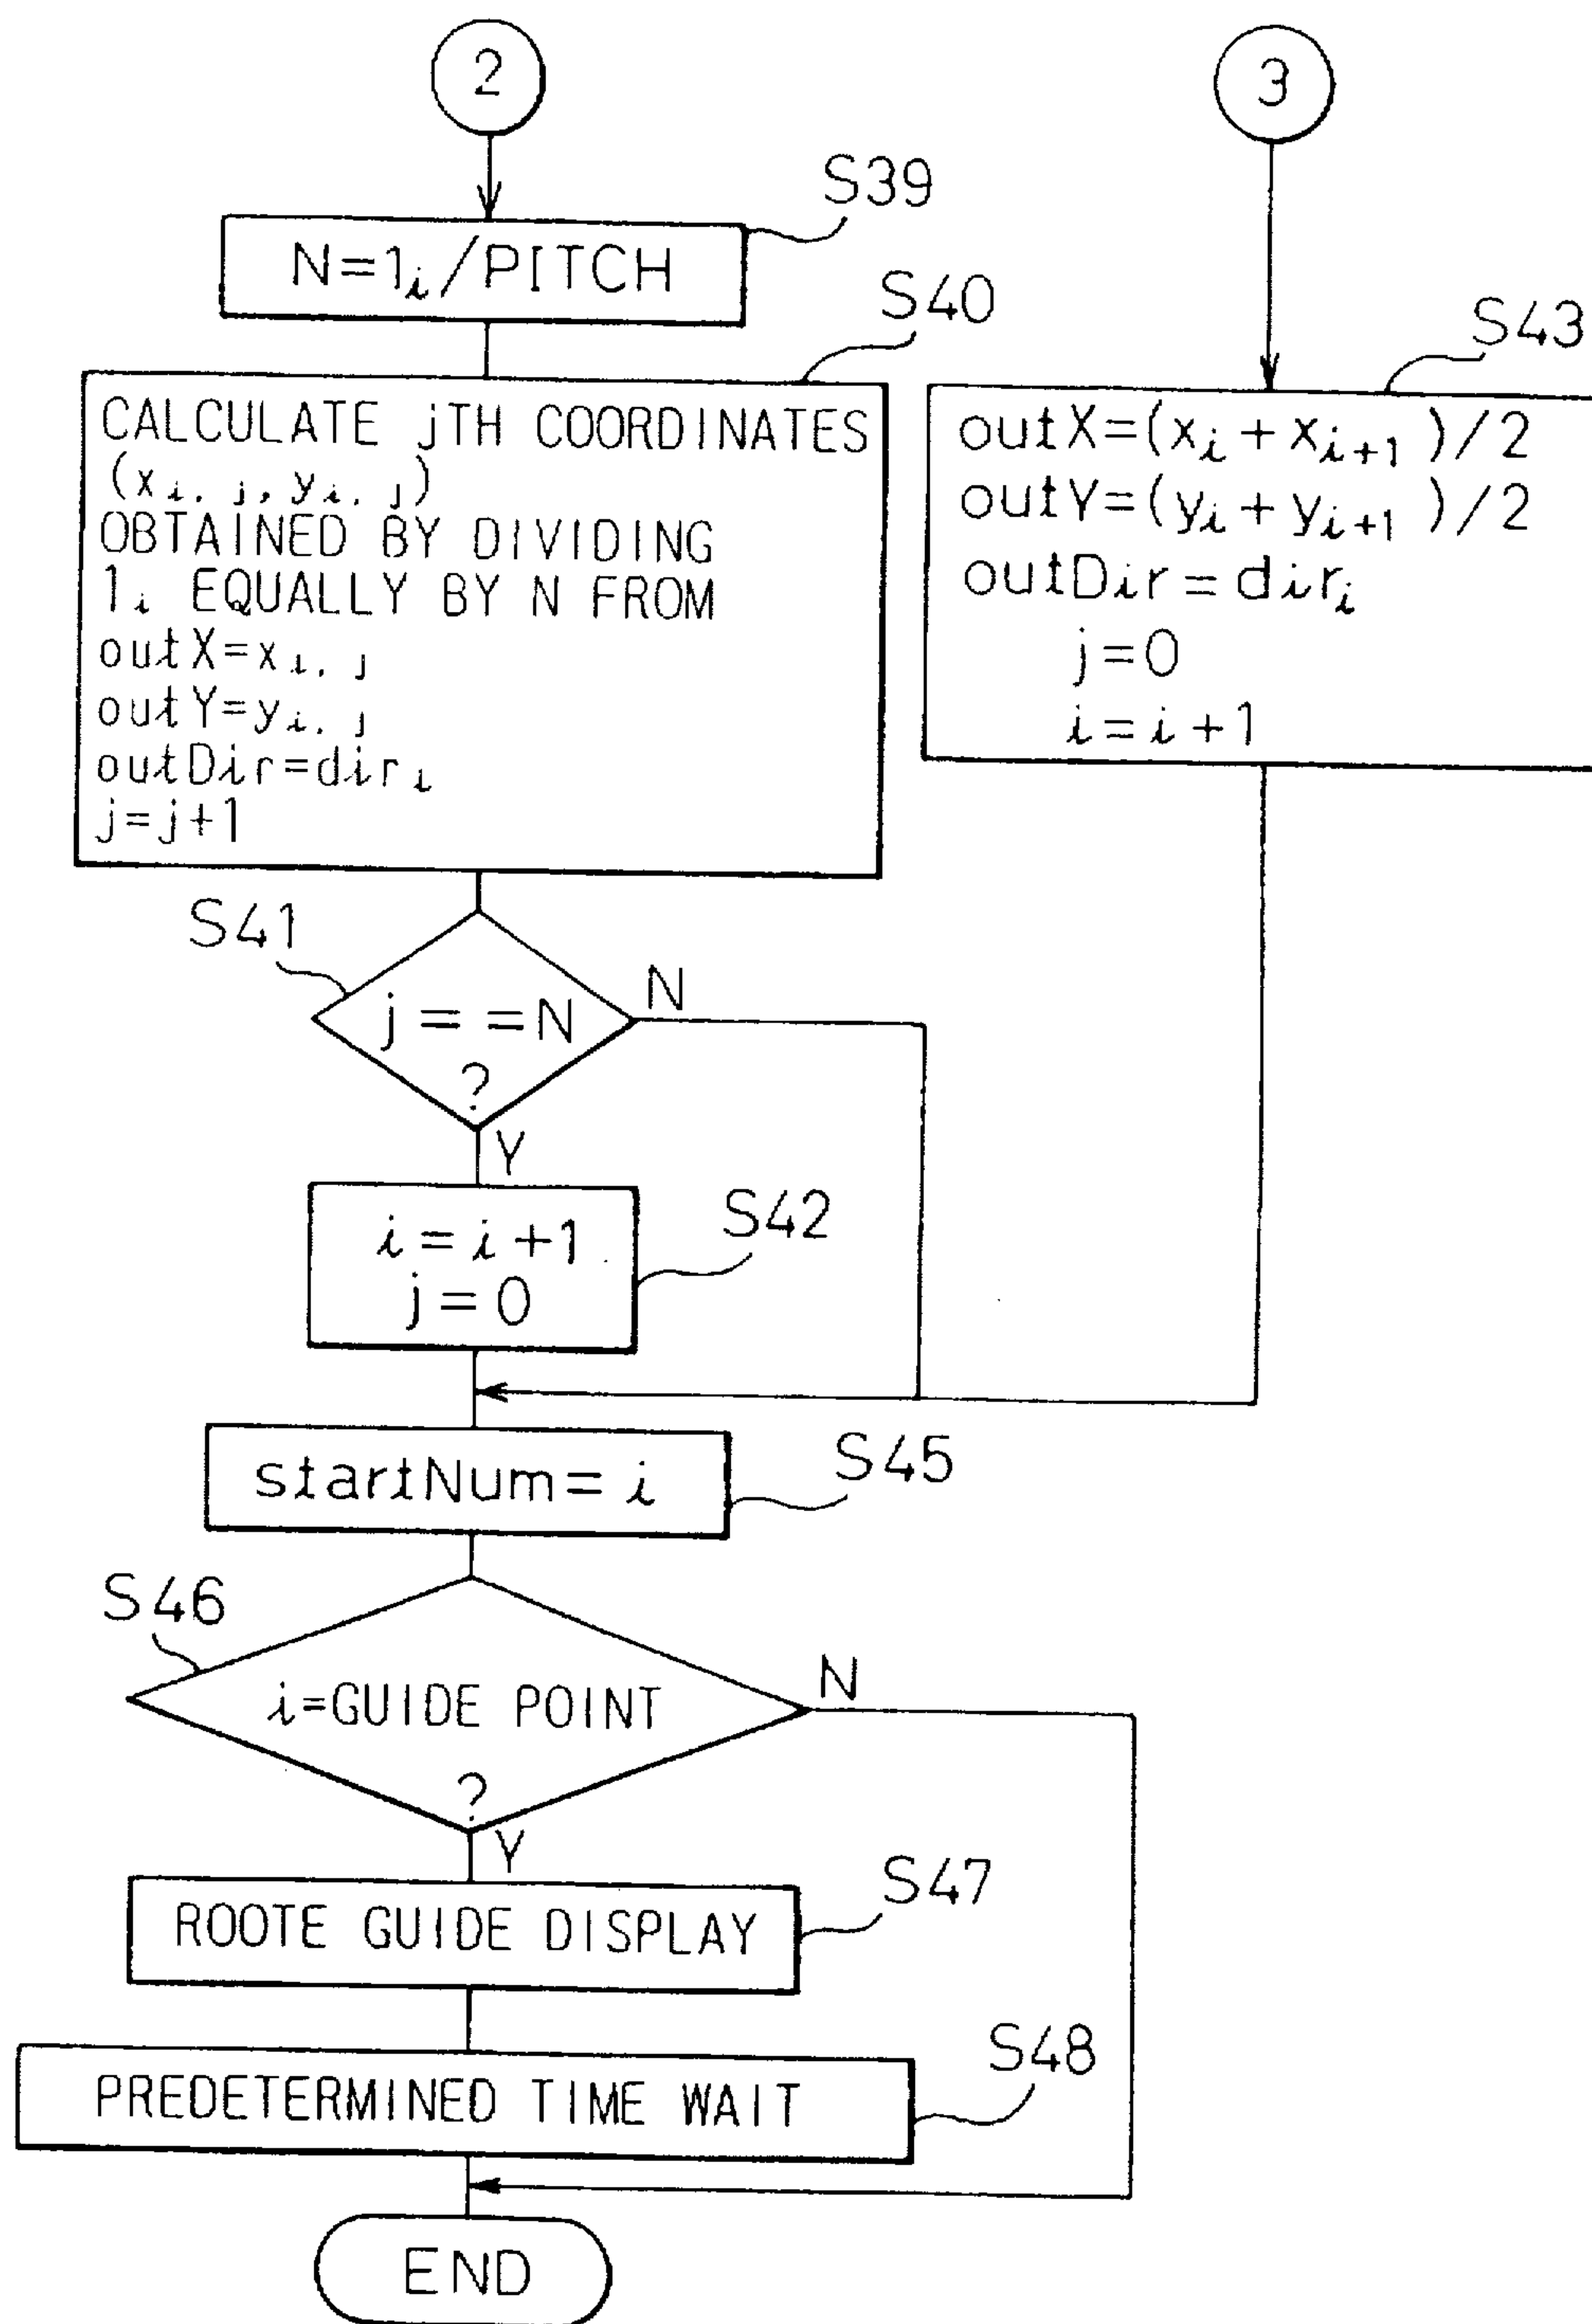 2
S39
N=1i/PITCH
S40
CALCULATE jTH COORDINATES
(xi, j, yi, j)
OBTAINED BY DIVIDING
1i EQUALLY BY N FROM
outX=xi, j
outY=yi, j
outDir=diri
j=j+1
3
S43
outX=(xi+xi+1)/2
outY=(yi+yi+1)/2
outDir=diri
j=0
i=i+1
S41
j==N
?
N
Y
S42
i=i+1
j=0
S45
startNum=i
S46
i=GUIDE POINT
?
N
Y
S47
ROOTE GUIDE DISPLAY
S48
PREDETERMINED TIME WAIT
END